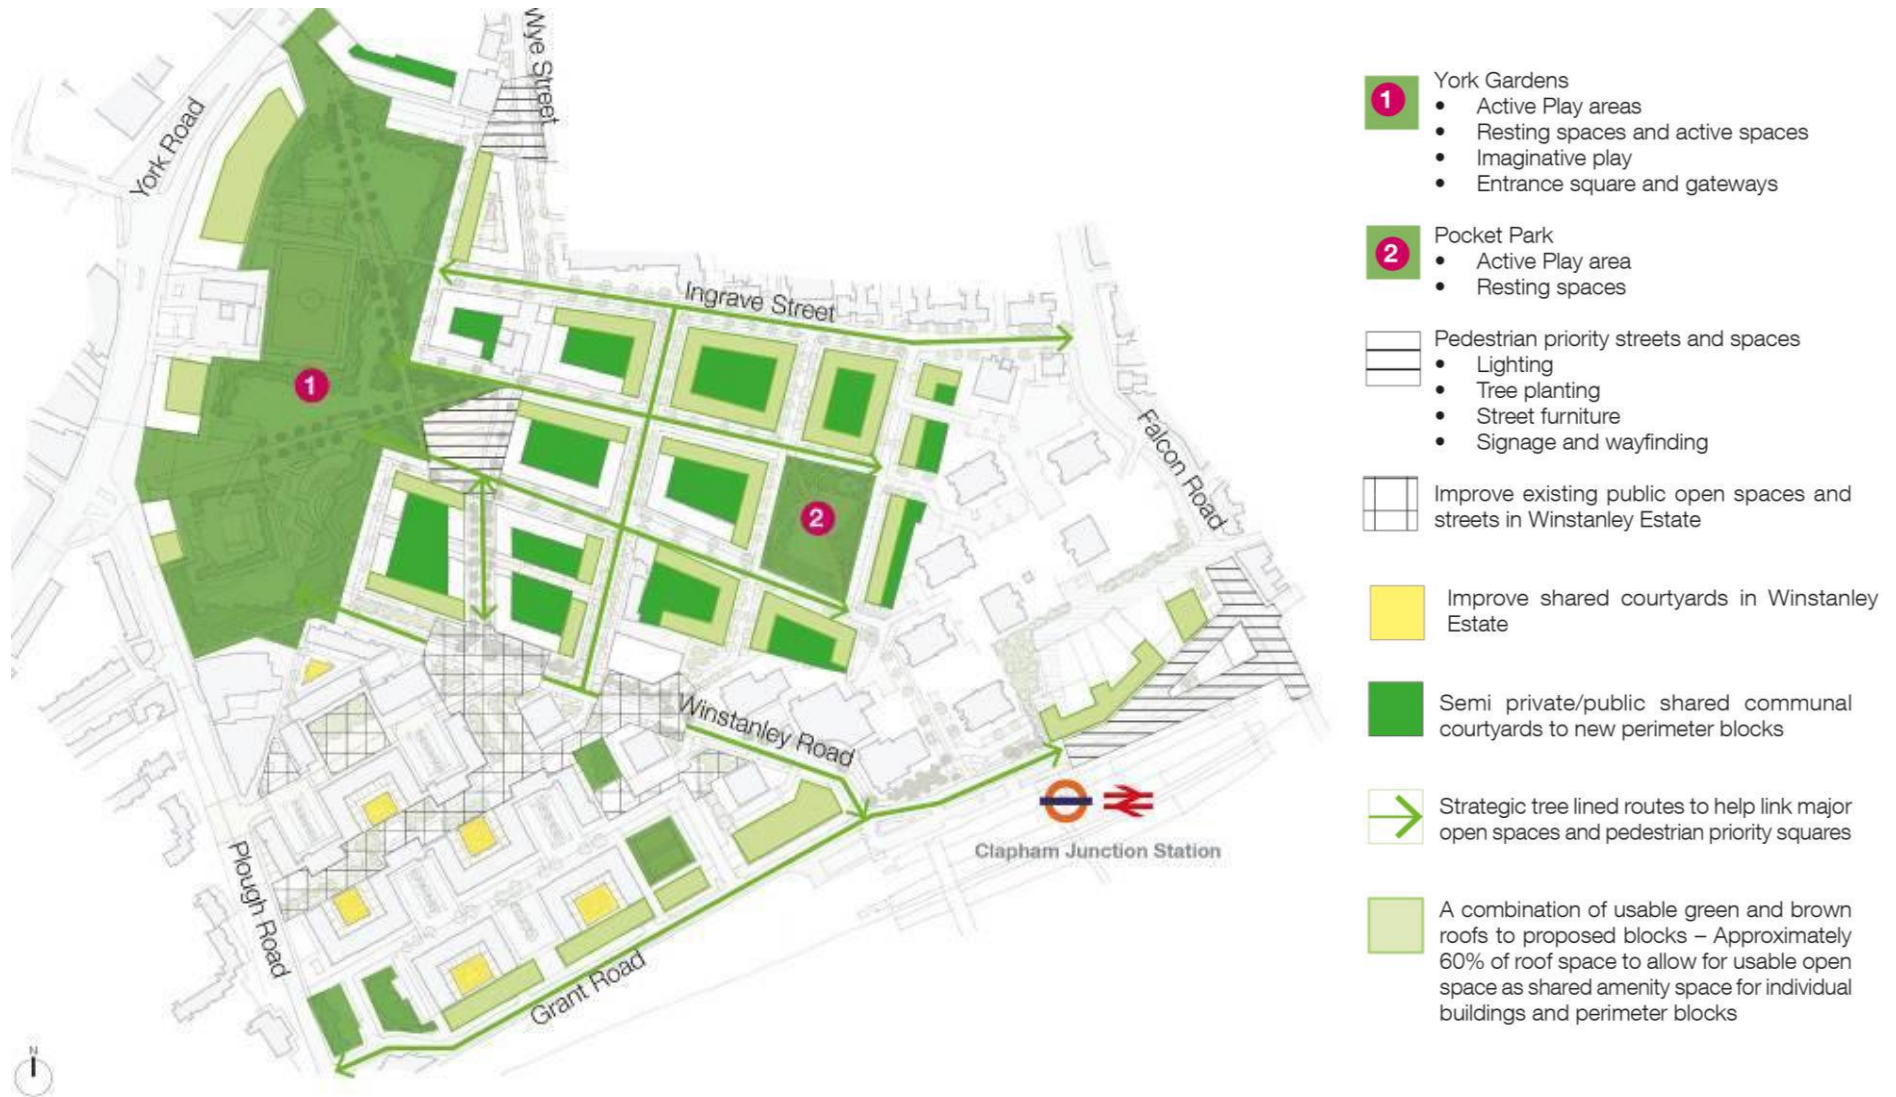 Wye Street
York Road
1
Ingrave Street
1
2
Falcon Road
Winstanley Road
Plough Road
Grant Road
Clapham Junction Station
N
1
York Gardens
• Active Play areas
• Resting spaces and active spaces
• Imaginative play
• Entrance square and gateways
2
Pocket Park
• Active Play area
• Resting spaces
Pedestrian priority streets and spaces
• Lighting
• Tree planting
• Street furniture
• Signage and wayfinding
Improve existing public open spaces and
streets in Winstanley Estate
Improve shared courtyards in Winstanley
Estate
Semi private/public shared communal
courtyards to new perimeter blocks
Strategic tree lined routes to help link major
open spaces and pedestrian priority squares
A combination of usable green and brown
roofs to proposed blocks – Approximately
60% of roof space to allow for usable open
space as shared amenity space for individual
buildings and perimeter blocks